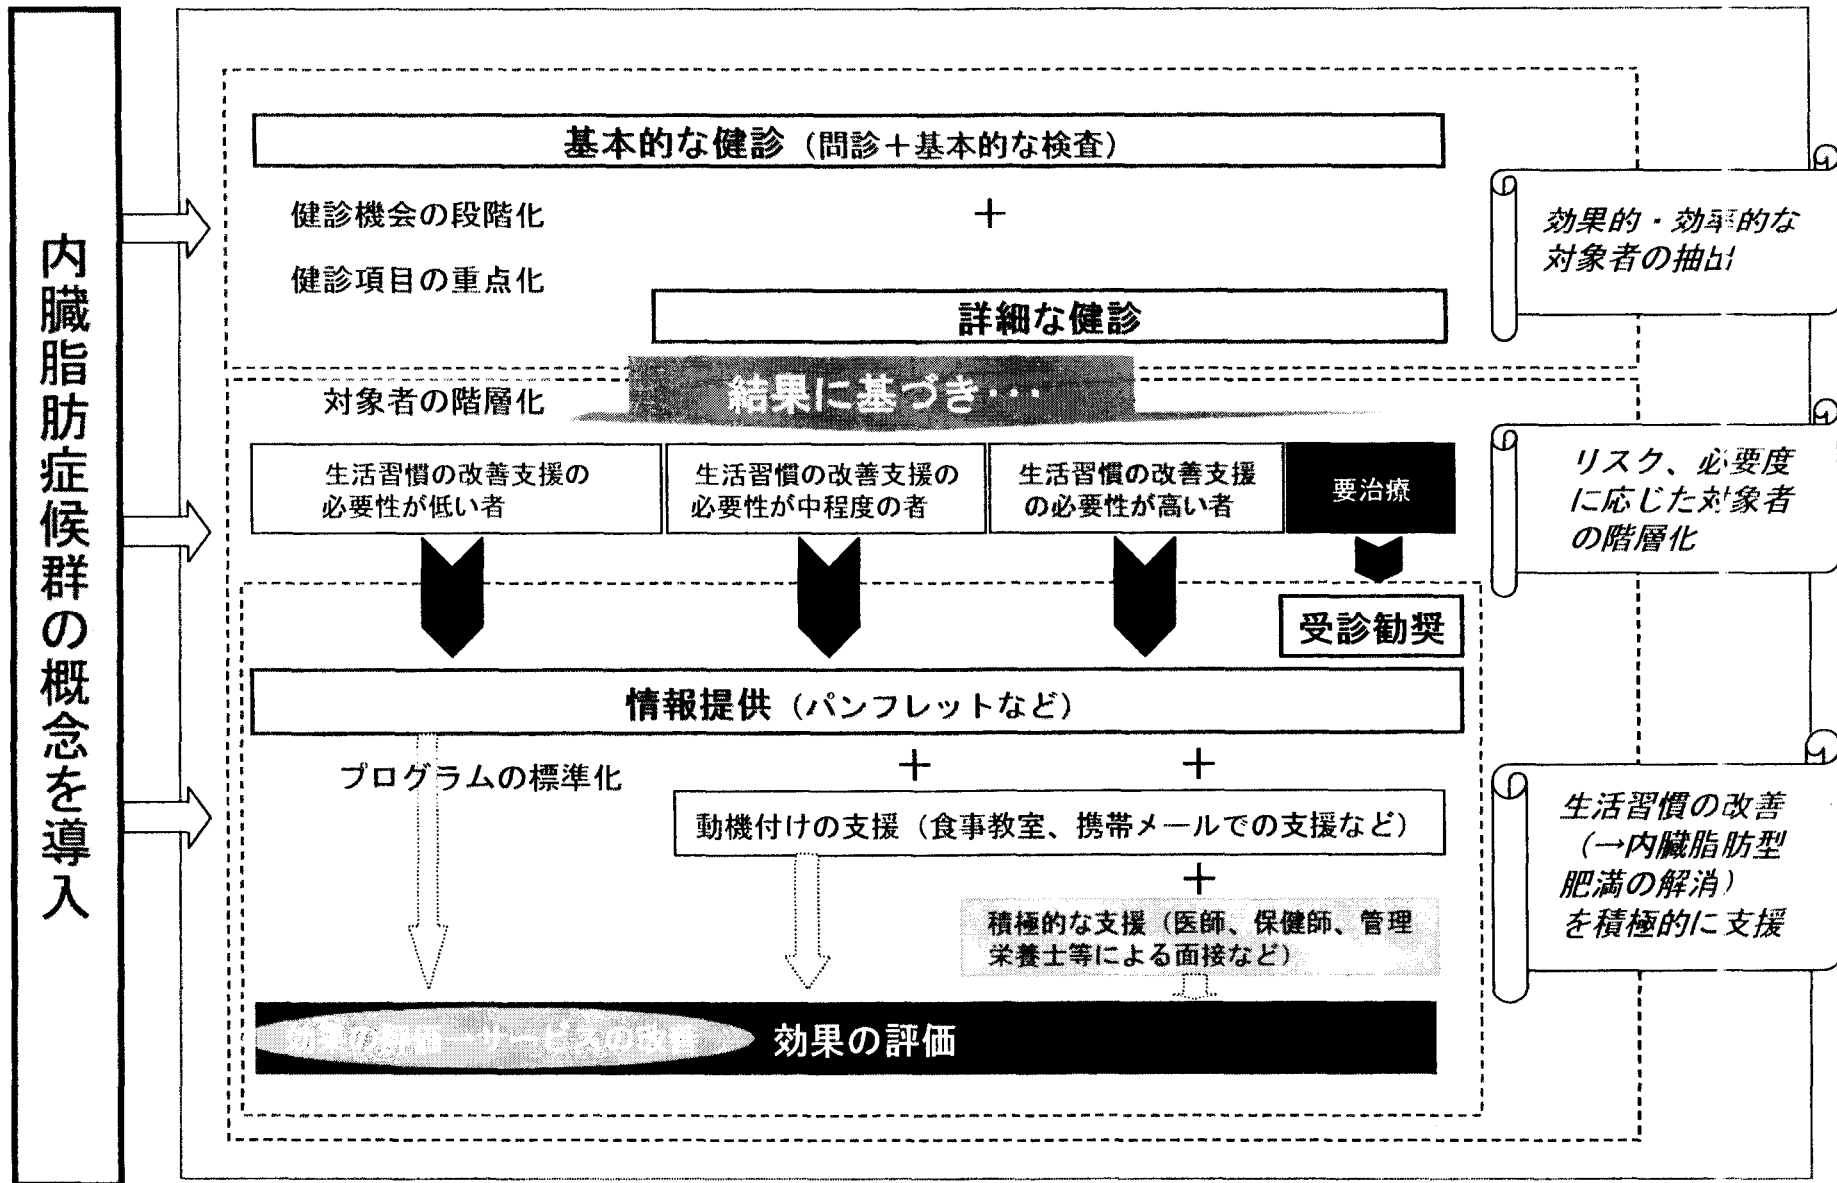 内臓脂肪症候群の概念を導入
基本的な健診（問診＋基本的な検査）
健診機会の段階化
＋
健診項目の重点化
詳細な健診
効果的・効率的な
対象者の抽出
対象者の階層化
結果に基づき・・・
生活習慣の改善支援の
必要性が低い者
生活習慣の改善支援の
必要性が中程度の者
生活習慣の改善支援
の必要性が高い者
要治療
リスク、必要度
に応じた対象者
の階層化
受診勧奨
情報提供（パンフレットなど）
プログラムの標準化
＋
＋
動機付けの支援（食事教室、携帯メールでの支援など）
＋
積極的な支援（医師、保健師、管理
栄養士等による面接など）
生活習慣の改善
（→内臓脂肪型
肥満の解消）
を積極的に支援
効果の評価→サービスの改善
効果の評価